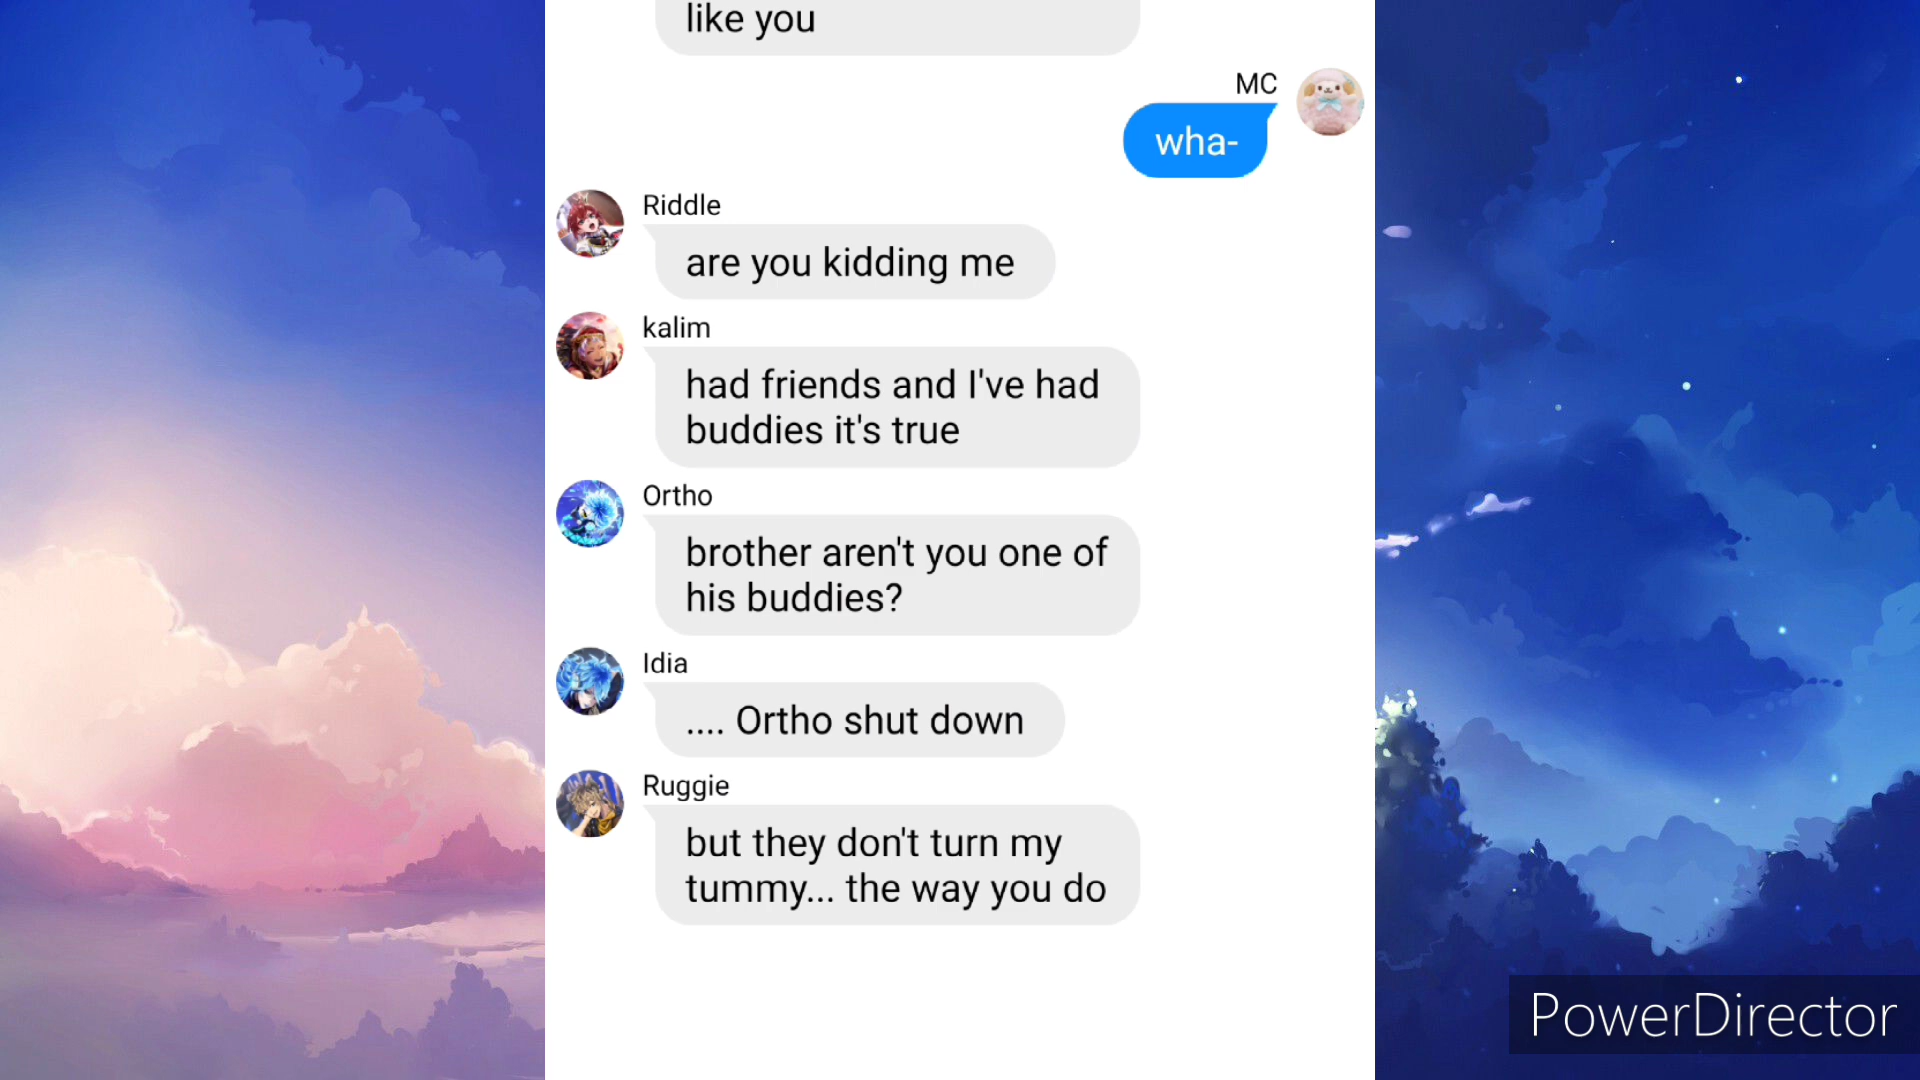 like you
MC
wha-
Riddle
are you kidding me
kalim
had friends and I've had
buddies it's true
Ortho
brother aren't you one of
his buddies?
Idia
.... Ortho shut down
Ruggie
but they don't turn my
tummy... the way you do
PowerDirector